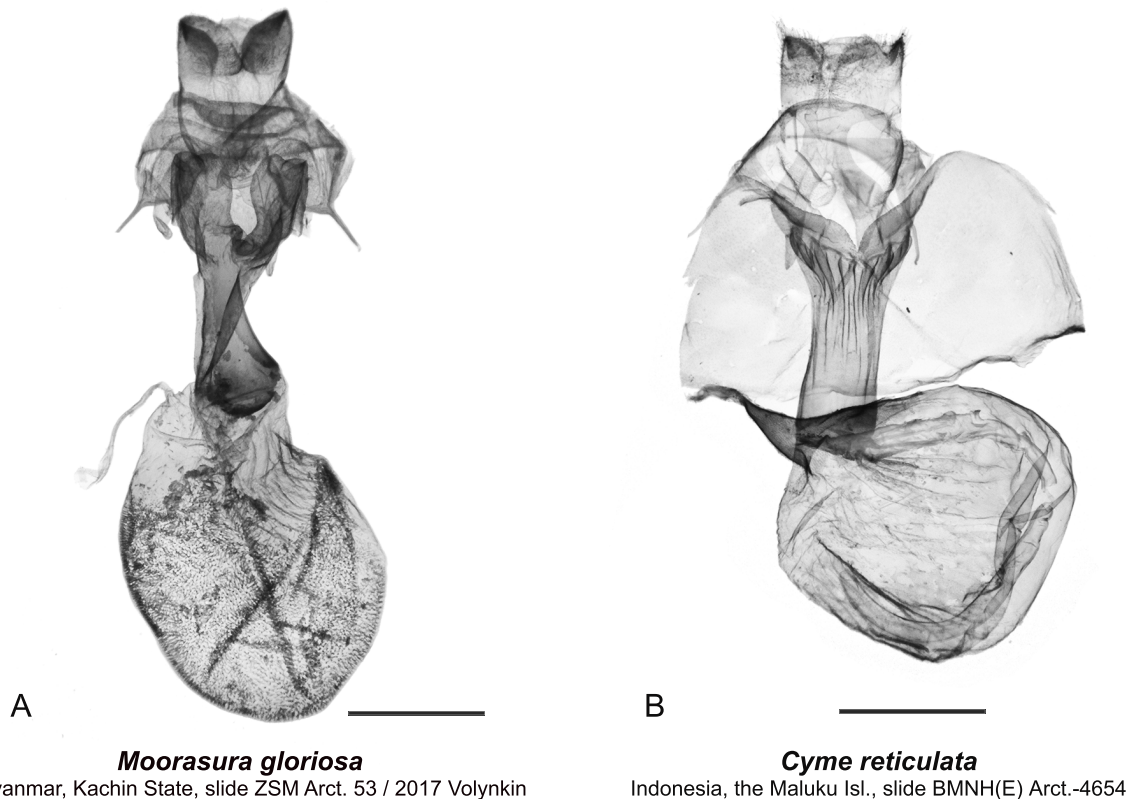 A
B
Moorasura gloriosa
Cyme reticulata
yanmar, Kachin State, slide ZSM Arct. 53 / 2017 Volynkin
Indonesia, the Maluku Isl., slide BMNH(E) Arct.-4654